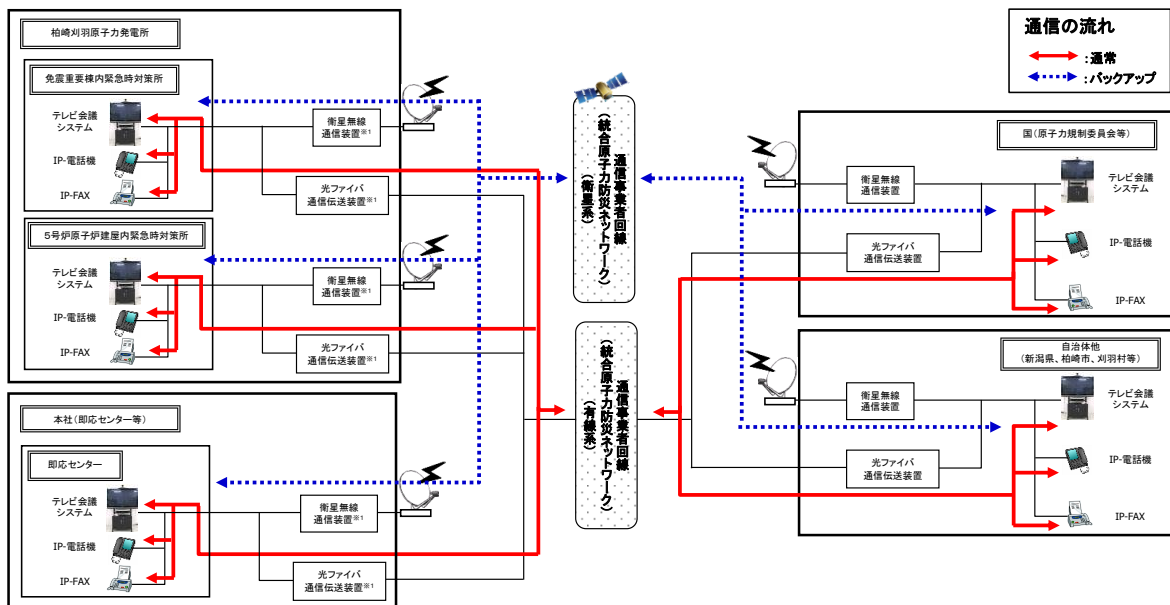 柏崎刈羽原子力発電所
免震重要棟内緊急時対策所
テレビ会議
システム
IP-電話機
IP-FAX
衛星無線
通信装置※1
光ファイバ
通信伝送装置※1
5号炉原子炉建屋内緊急時対策所
テレビ会議
システム
IP-電話機
IP-FAX
衛星無線
通信装置※1
光ファイバ
通信伝送装置※1
本社(即応センター等)
即応センター
テレビ会議
システム
IP-電話機
IP-FAX
衛星無線
通信装置※1
光ファイバ
通信伝送装置※1
通信事業者回線
(統合原子力防災ネットワーク)
(衛星系)
通信事業者回線
(統合原子力防災ネットワーク)
(有線系)
通信の流れ
:通常
:バックアップ
国(原子力規制委員会等)
衛星無線
通信装置
光ファイバ
通信伝送装置
テレビ会議
システム
IP-電話機
IP-FAX
自治体他
(新潟県、柏崎市、刈羽村等)
衛星無線
通信装置
光ファイバ
通信伝送装置
テレビ会議
システム
IP-電話機
IP-FAX